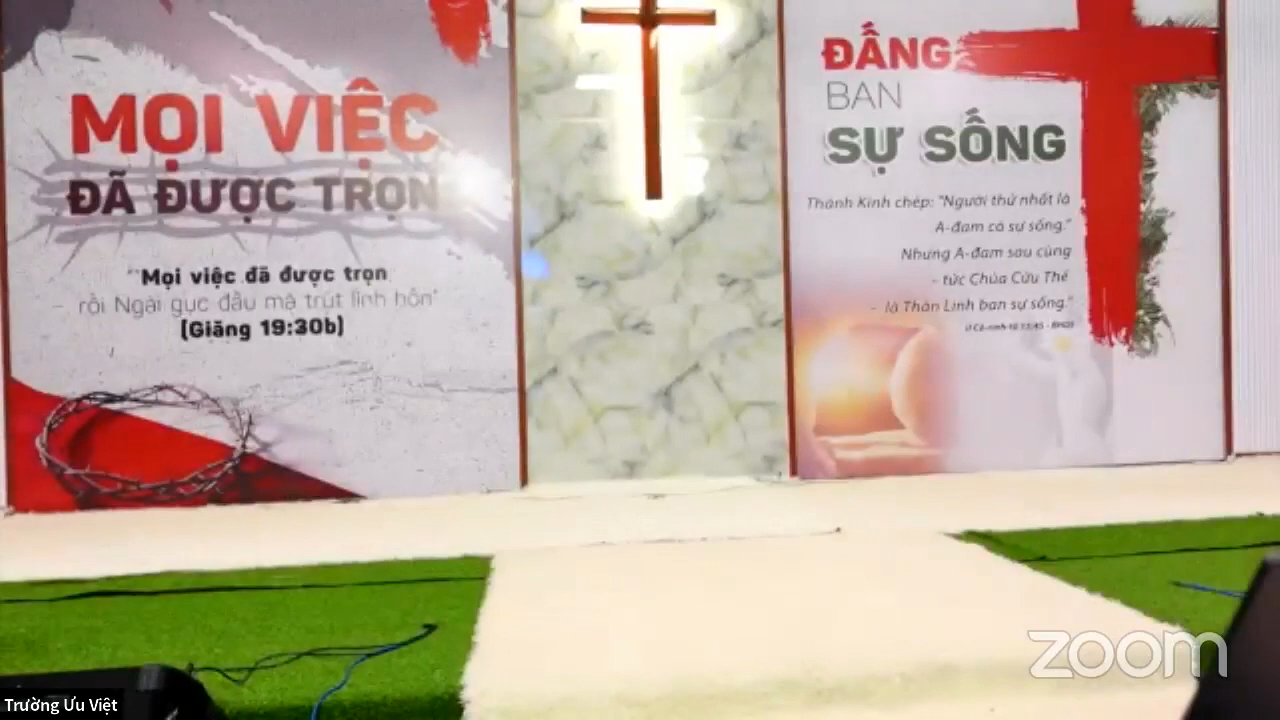 MỌI VIỆC
ĐÃ ĐƯỢC TRỌN
"Mọi việc đã được trọn
- rồi Ngài gục đầu mà trút linh hồn"
(Giăng 19:30b)
ĐẤNG
BAN
SỰ SỐNG
Thánh Kinh chép: "Người thứ nhất là
A-đam có sự sống."
Nhưng A-đam sau cùng
- tức Chúa Cứu Thế
- là Thần Linh ban sự sống."
zoom
Trường Ưu Việt